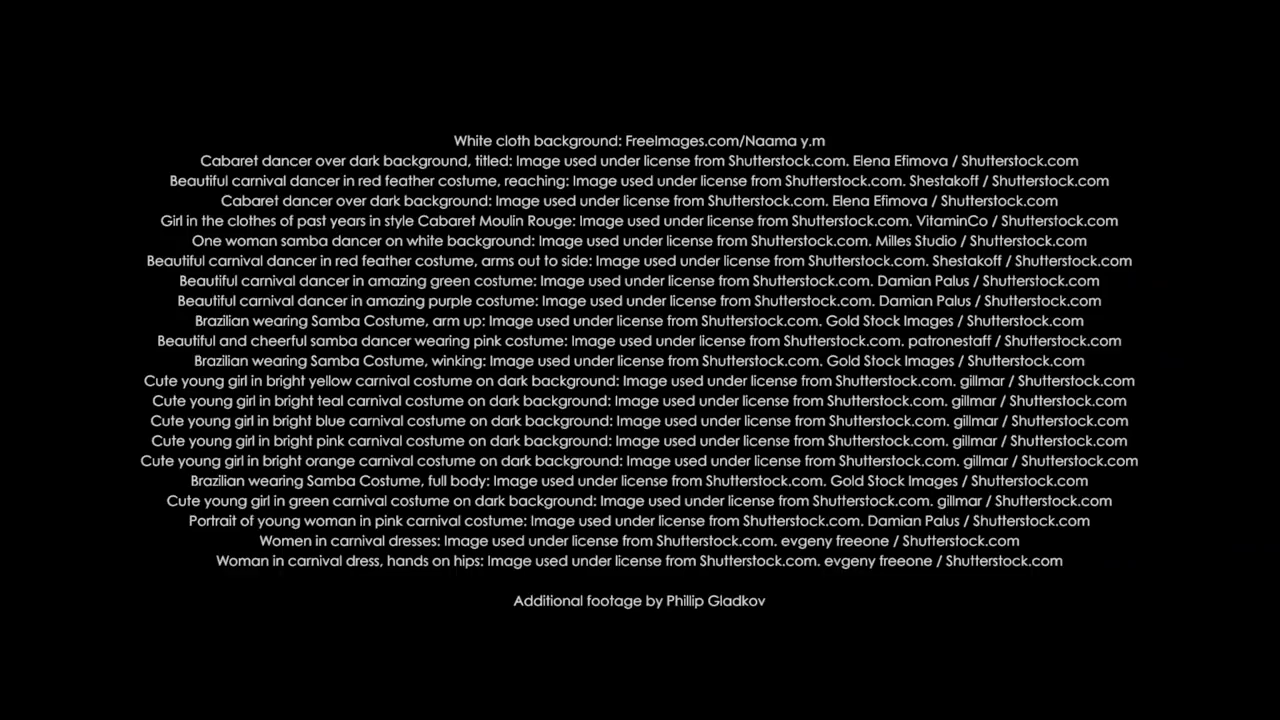 White cloth background: FreeImages.com/Naama y.m
Cabaret dancer over dark background, titled: Image used under license from Shutterstock.com. Elena Efimova / Shutterstock.com
Beautiful carnival dancer in red feather costume, reaching: Image used under license from Shutterstock.com. Shestakoff / Shutterstock.com
Cabaret dancer over dark background: Image used under license from Shutterstock.com. Elena Efimova / Shutterstock.com
Girl in the clothes of past years in style Cabaret Moulin Rouge: Image used under license from Shutterstock.com. VitaminCo / Shutterstock.com
One woman samba dancer on white background: Image used under license from Shutterstock.com. Milles Studio / Shutterstock.com
Beautiful carnival dancer in red feather costume, arms out to side: Image used under license from Shutterstock.com. Shestakoff / Shutterstock.com
Beautiful carnival dancer in amazing green costume: Image used under license from Shutterstock.com. Damian Palus / Shutterstock.com
Beautiful carnival dancer in amazing purple costume: Image used under license from Shutterstock.com. Damian Palus / Shutterstock.com
Brazilian wearing Samba Costume, arm up: Image used under license from Shutterstock.com. Gold Stock Images / Shutterstock.com
Beautiful and cheerful samba dancer wearing pink costume: Image used under license from Shutterstock.com. patronestaff / Shutterstock.com
Brazilian wearing Samba Costume, winking: Image used under license from Shutterstock.com. Gold Stock Images / Shutterstock.com
Cute young girl in bright yellow carnival costume on dark background: Image used under license from Shutterstock.com. gillmar / Shutterstock.com
Cute young girl in bright teal carnival costume on dark background: Image used under license from Shutterstock.com. gillmar / Shutterstock.com
Cute young girl in bright blue carnival costume on dark background: Image used under license from Shutterstock.com. gillmar / Shutterstock.com
Cute young girl in bright pink carnival costume on dark background: Image used under license from Shutterstock.com. gillmar / Shutterstock.com
Cute young girl in bright orange carnival costume on dark background: Image used under license from Shutterstock.com. gillmar / Shutterstock.com
Brazilian wearing Samba Costume, full body: Image used under license from Shutterstock.com. Gold Stock Images / Shutterstock.com
Cute young girl in green carnival costume on dark background: Image used under license from Shutterstock.com. gillmar / Shutterstock.com
Portrait of young woman in pink carnival costume: Image used under license from Shutterstock.com. Damian Palus / Shutterstock.com
Women in carnival dresses: Image used under license from Shutterstock.com. evgeny freeone / Shutterstock.com
Woman in carnival dress, hands on hips: Image used under license from Shutterstock.com. evgeny freeone / Shutterstock.com
Additional footage by Phillip Gladkov